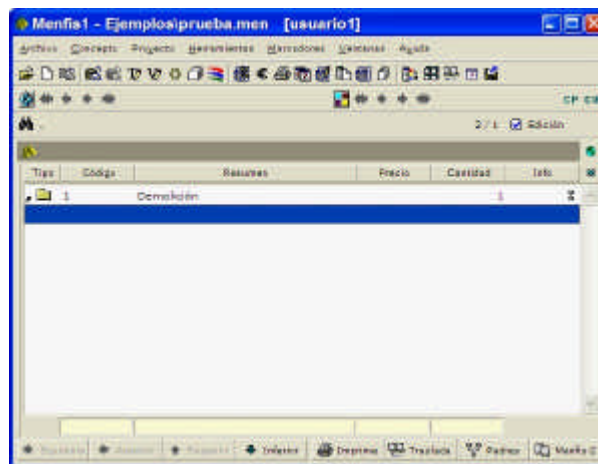 Menfis1 - Ejemplos\prueba.men [usuario1]
Archivo Concepto Proyecto Herramientas Marcadores Ventanas Ayuda
2/1 Edición
Tipo Código Resumen Precio Cantidad Info
1 Demolición 1
Inferior Imprime Traslada Padres